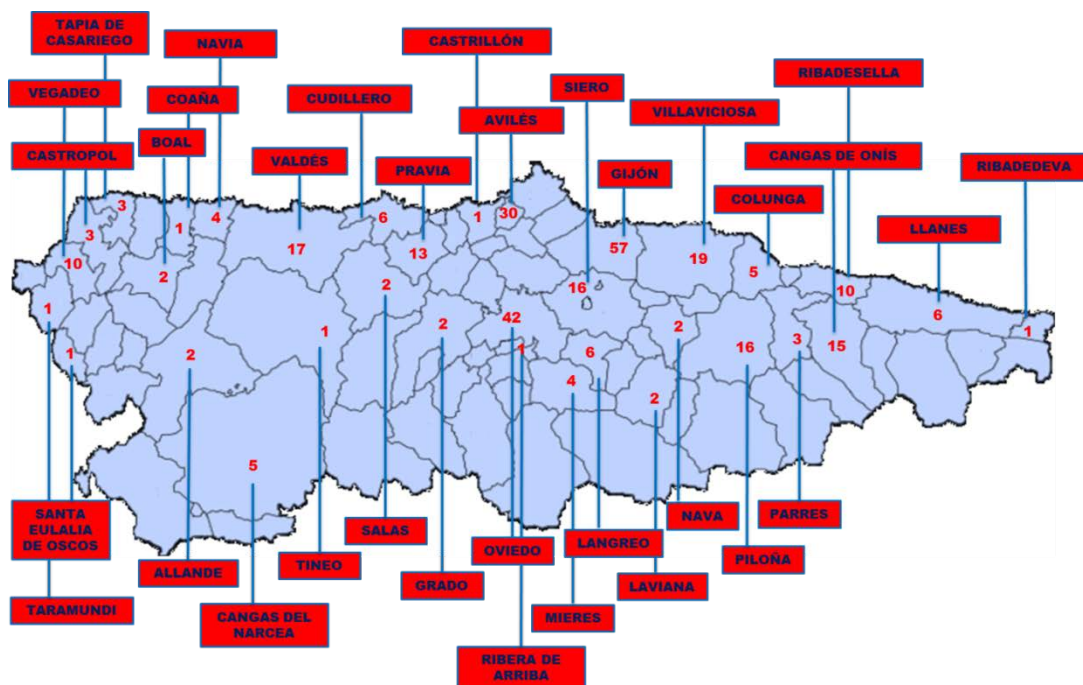 TAPIA DE
CASARIEGO
NAVIA
CASTRILLÓN
RIBADESELLA
VEGADEO
COAÑA
CUDILLERO
SIERO
VILLAVICIOSA
BOAL
AVILÉS
CASTROPOL
VALDÉS
PRAVIA
GIJÓN
CANGAS DE ONÍS
RIBADEDEVA
COLUNGA
LLANES
3
3
1
4
6
1
30
10
2
17
13
57
19
5
16
10
1
2
2
42
2
6
1
1
2
1
1
6
16
3
15
4
2
5
SANTA
EULALIA
DE OSCOS
SALAS
NAVA
PARRES
ALLANDE
TINEO
OVIEDO
LANGREO
PILOÑA
TARAMUNDI
GRADO
LAVIANA
CANGAS DEL
NARCEA
MIERES
RIBERA DE
ARRIBA